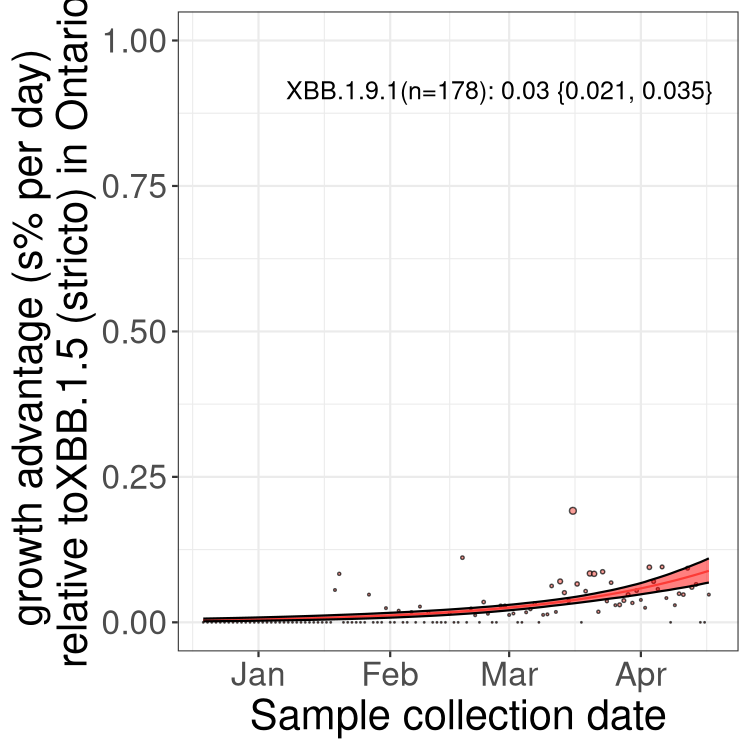 growth advantage (s% per day)
relative toXBB.1.5 (stricto) in Ontario
1.00
0.75
0.50
0.25
0.00
XBB.1.9.1(n=178): 0.03 {0.021, 0.035}
Jan Feb Mar Apr
Sample collection date